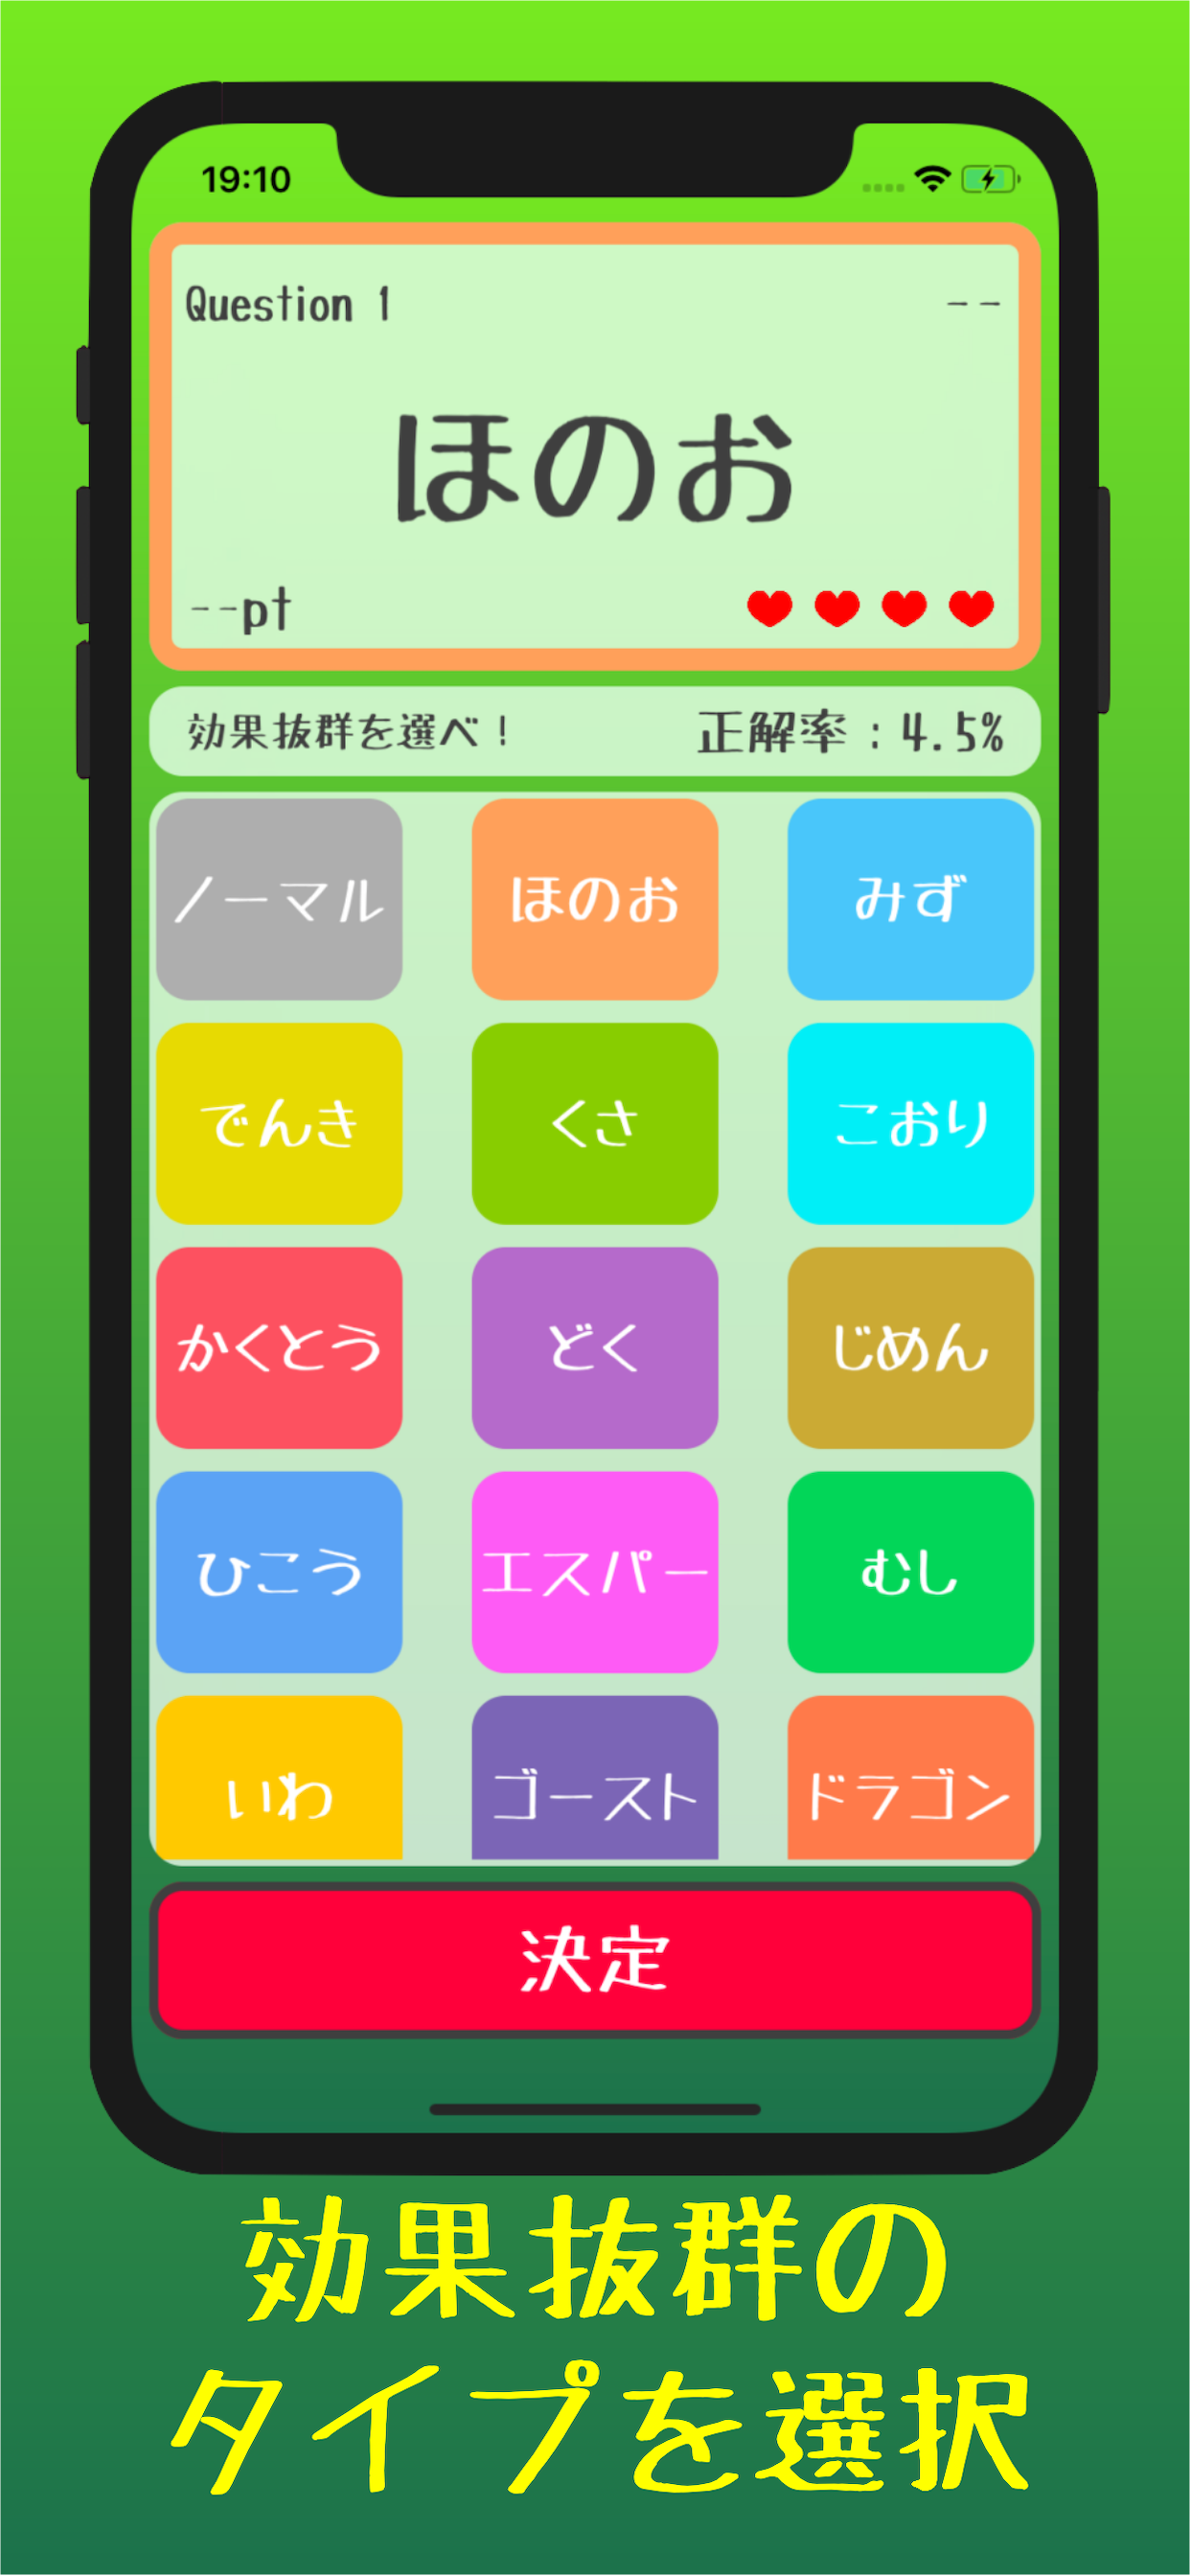 19:10
Question 1 --
ほのお
--pt
効果抜群を選べ！ 正解率：4.5%
ノーマル ほのお みず
でんき くさ こおり
かくとう どく じめん
ひこう エスパー むし
いわ ゴースト ドラゴン
決定
効果抜群の
タイプを選択